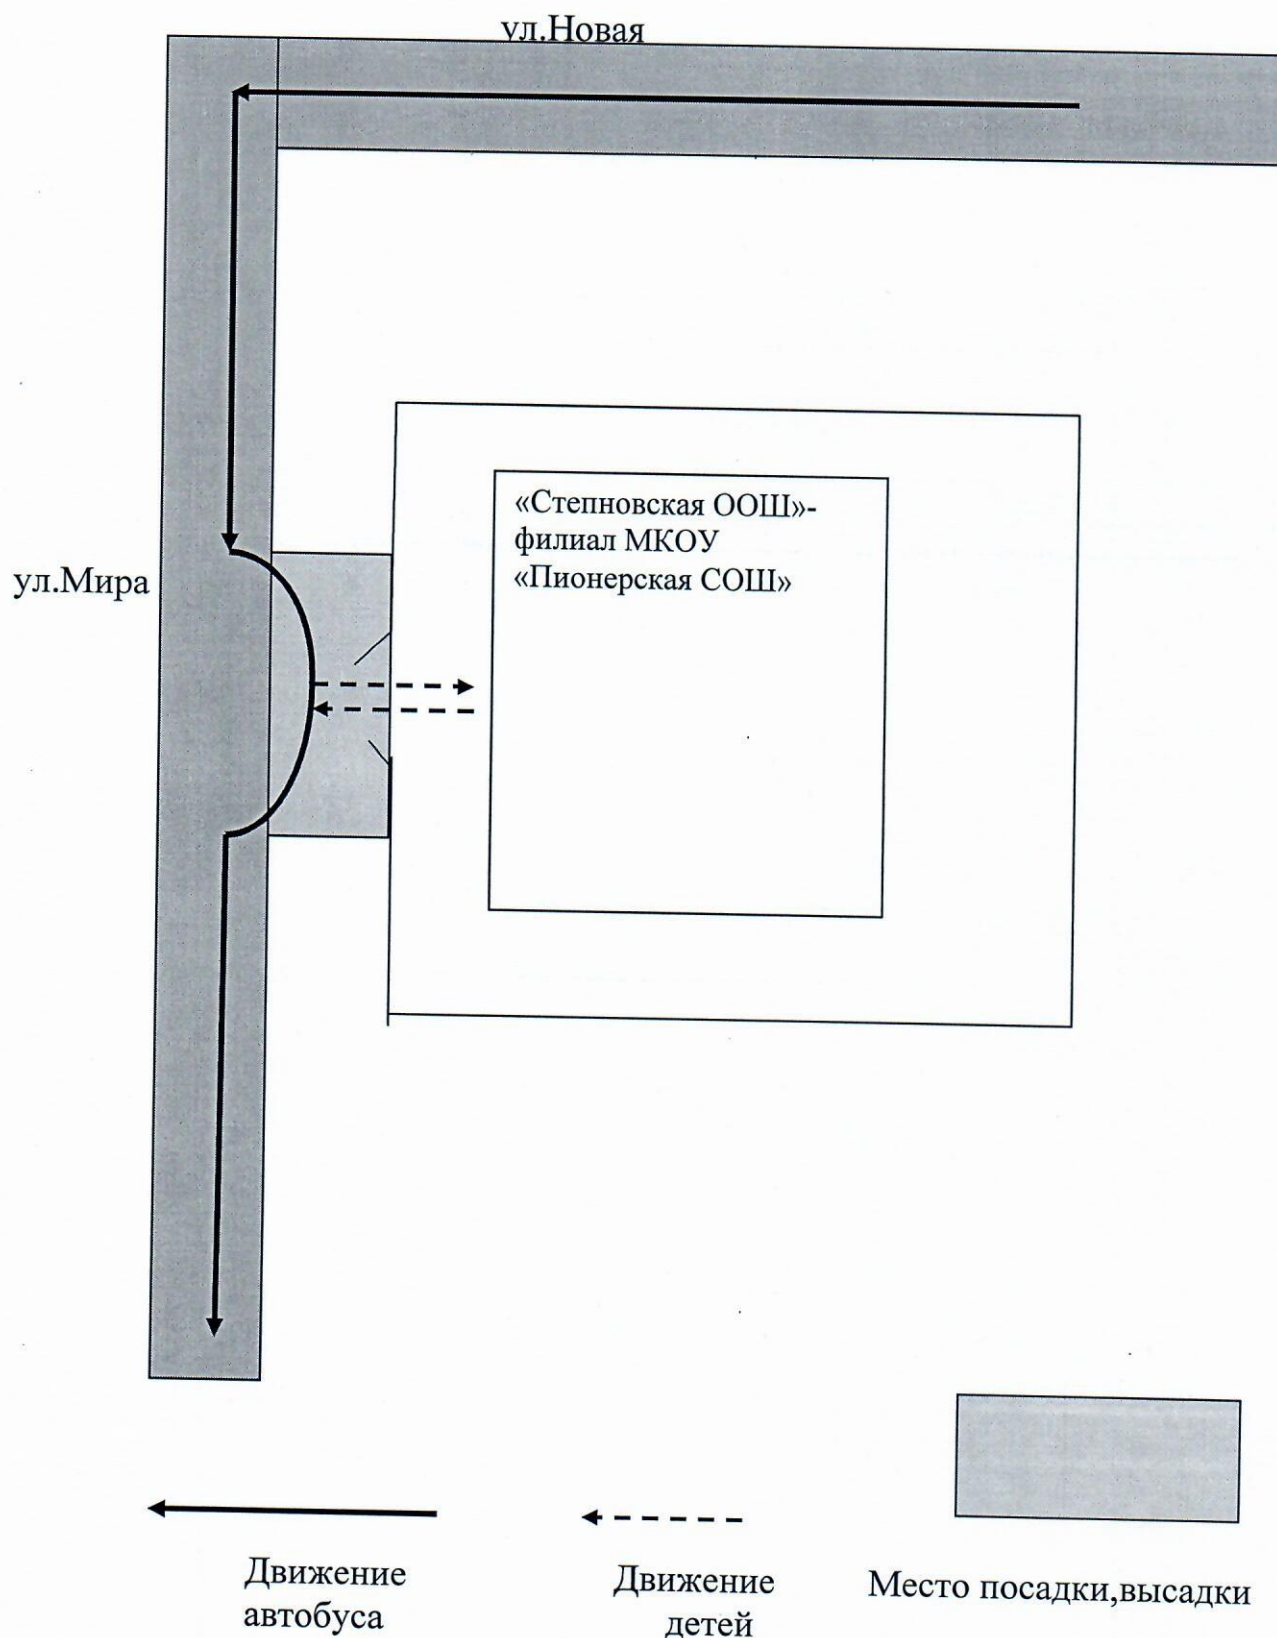 ул.Новая
«Степновская ООШ»-
филиал МКОУ
«Пионерская СОШ»
ул.Мира
Движение
автобуса
Движение
детей
Место посадки,высадки